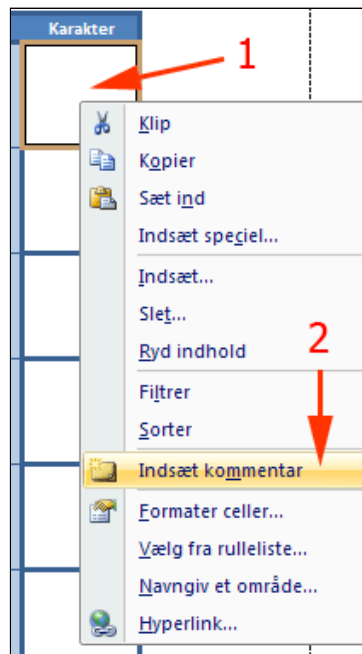 Karakter
1
Klip
Kopier
Sæt ind
Indsæt speciel...
Indsæt...
Slet...
Ryd indhold
2
Filtrer
Sorter
Indsæt kommentar
Formater celler...
Vælg fra rulleliste...
Navngiv et område...
Hyperlink...